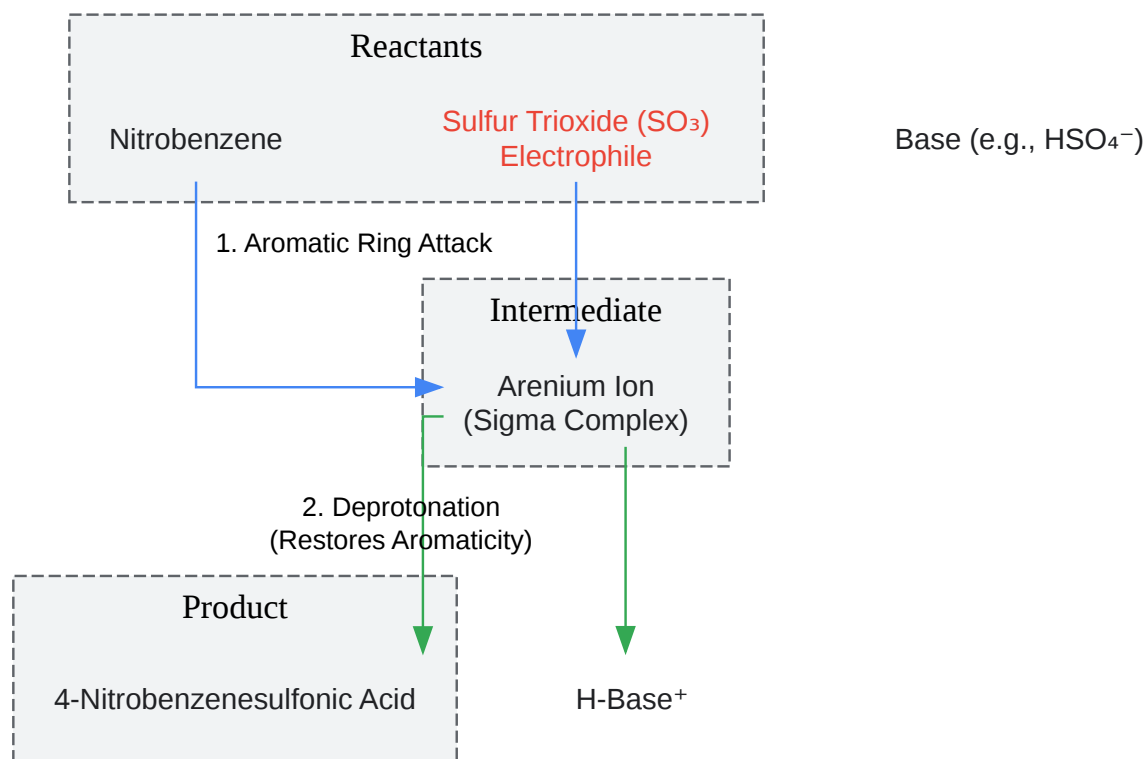 Reactants
Nitrobenzene
Sulfur Trioxide (SO₃)
Electrophile
Base (e.g., HSO₄⁻)
1. Aromatic Ring Attack
Intermediate
Arenium Ion
(Sigma Complex)
2. Deprotonation
(Restores Aromaticity)
Product
4-Nitrobenzenesulfonic Acid
H-Base⁺